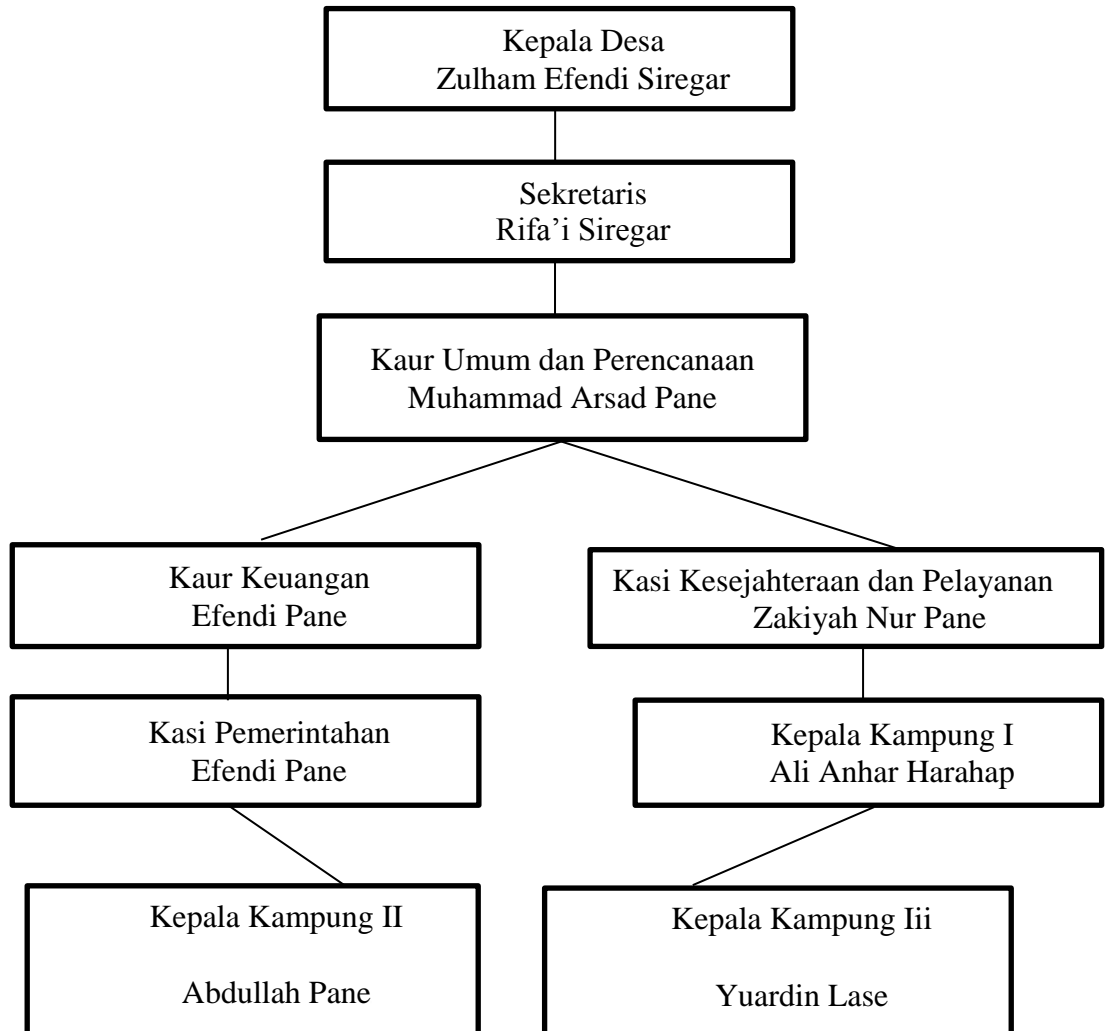 Kepala Desa
Zulham Efendi Siregar
Sekretaris
Rifa’i Siregar
Kaur Umum dan Perencanaan
Muhammad Arsad Pane
Kaur Keuangan
Efendi Pane
Kasi Kesejahteraan dan Pelayanan
Zakiyah Nur Pane
Kasi Pemerintahan
Efendi Pane
Kepala Kampung I
Ali Anhar Harahap
Kepala Kampung II
Abdullah Pane
Kepala Kampung Iii
Yuardin Lase